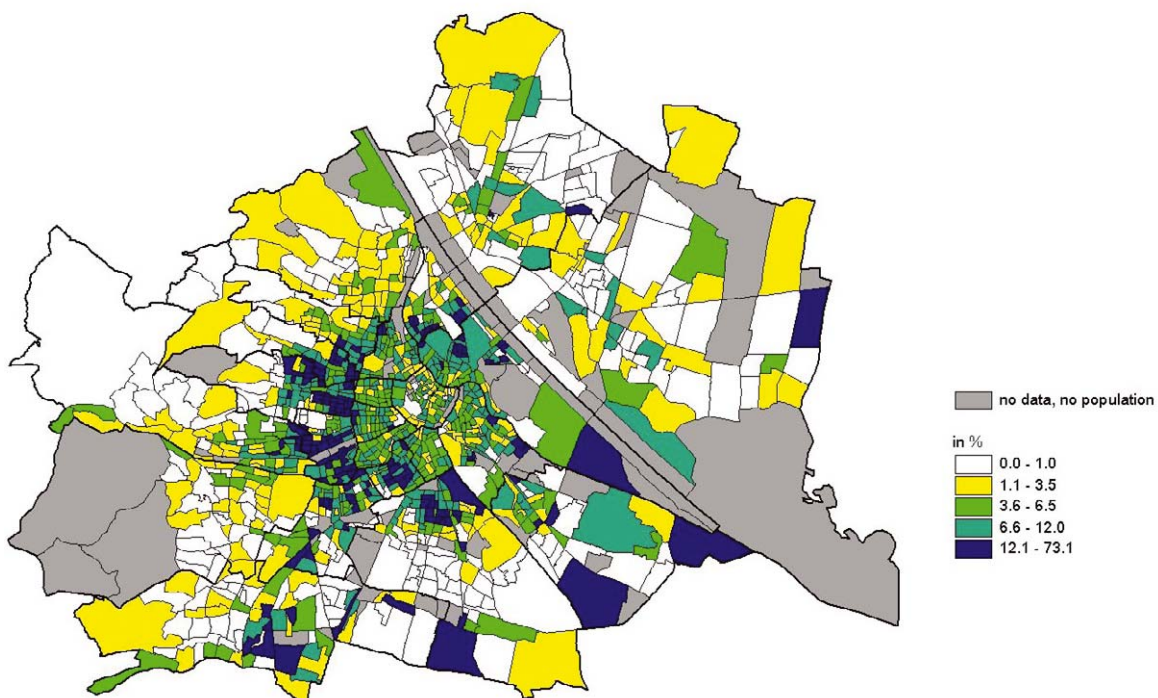 no data, no population
in %
0.0 - 1.0
1.1 - 3.5
3.6 - 6.5
6.6 - 12.0
12.1 - 73.1